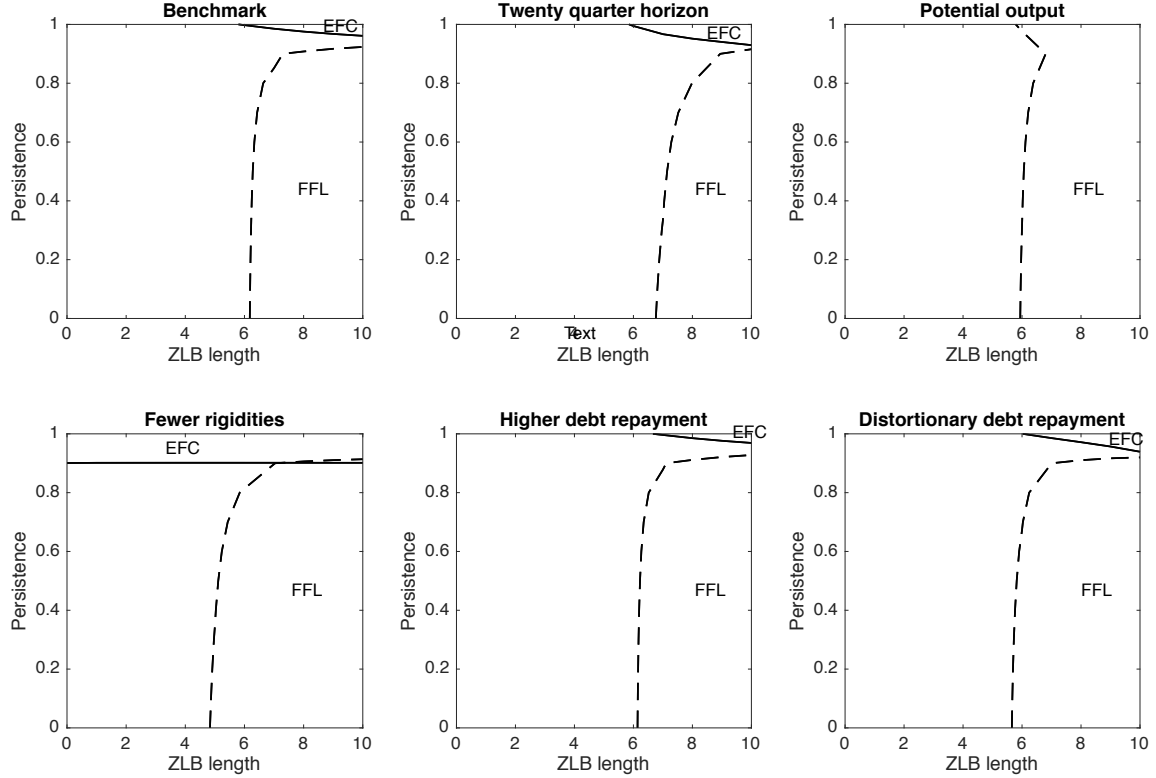 Benchmark
EFC
FFL
1
0.8
0.6
0.4
0.2
0
Persistence
0 2 4 6 8 10
ZLB length
Twenty quarter horizon
EFC
FFL
1
0.8
0.6
0.4
0.2
0
Persistence
0 2 4 6 8 10
Text
ZLB length
Potential output
FFL
1
0.8
0.6
0.4
0.2
0
Persistence
0 2 4 6 8 10
ZLB length
Fewer rigidities
EFC
FFL
1
0.8
0.6
0.4
0.2
0
Persistence
0 2 4 6 8 10
ZLB length
Higher debt repayment
EFC
FFL
1
0.8
0.6
0.4
0.2
0
Persistence
0 2 4 6 8 10
ZLB length
Distortionary debt repayment
EFC
FFL
1
0.8
0.6
0.4
0.2
0
Persistence
0 2 4 6 8 10
ZLB length